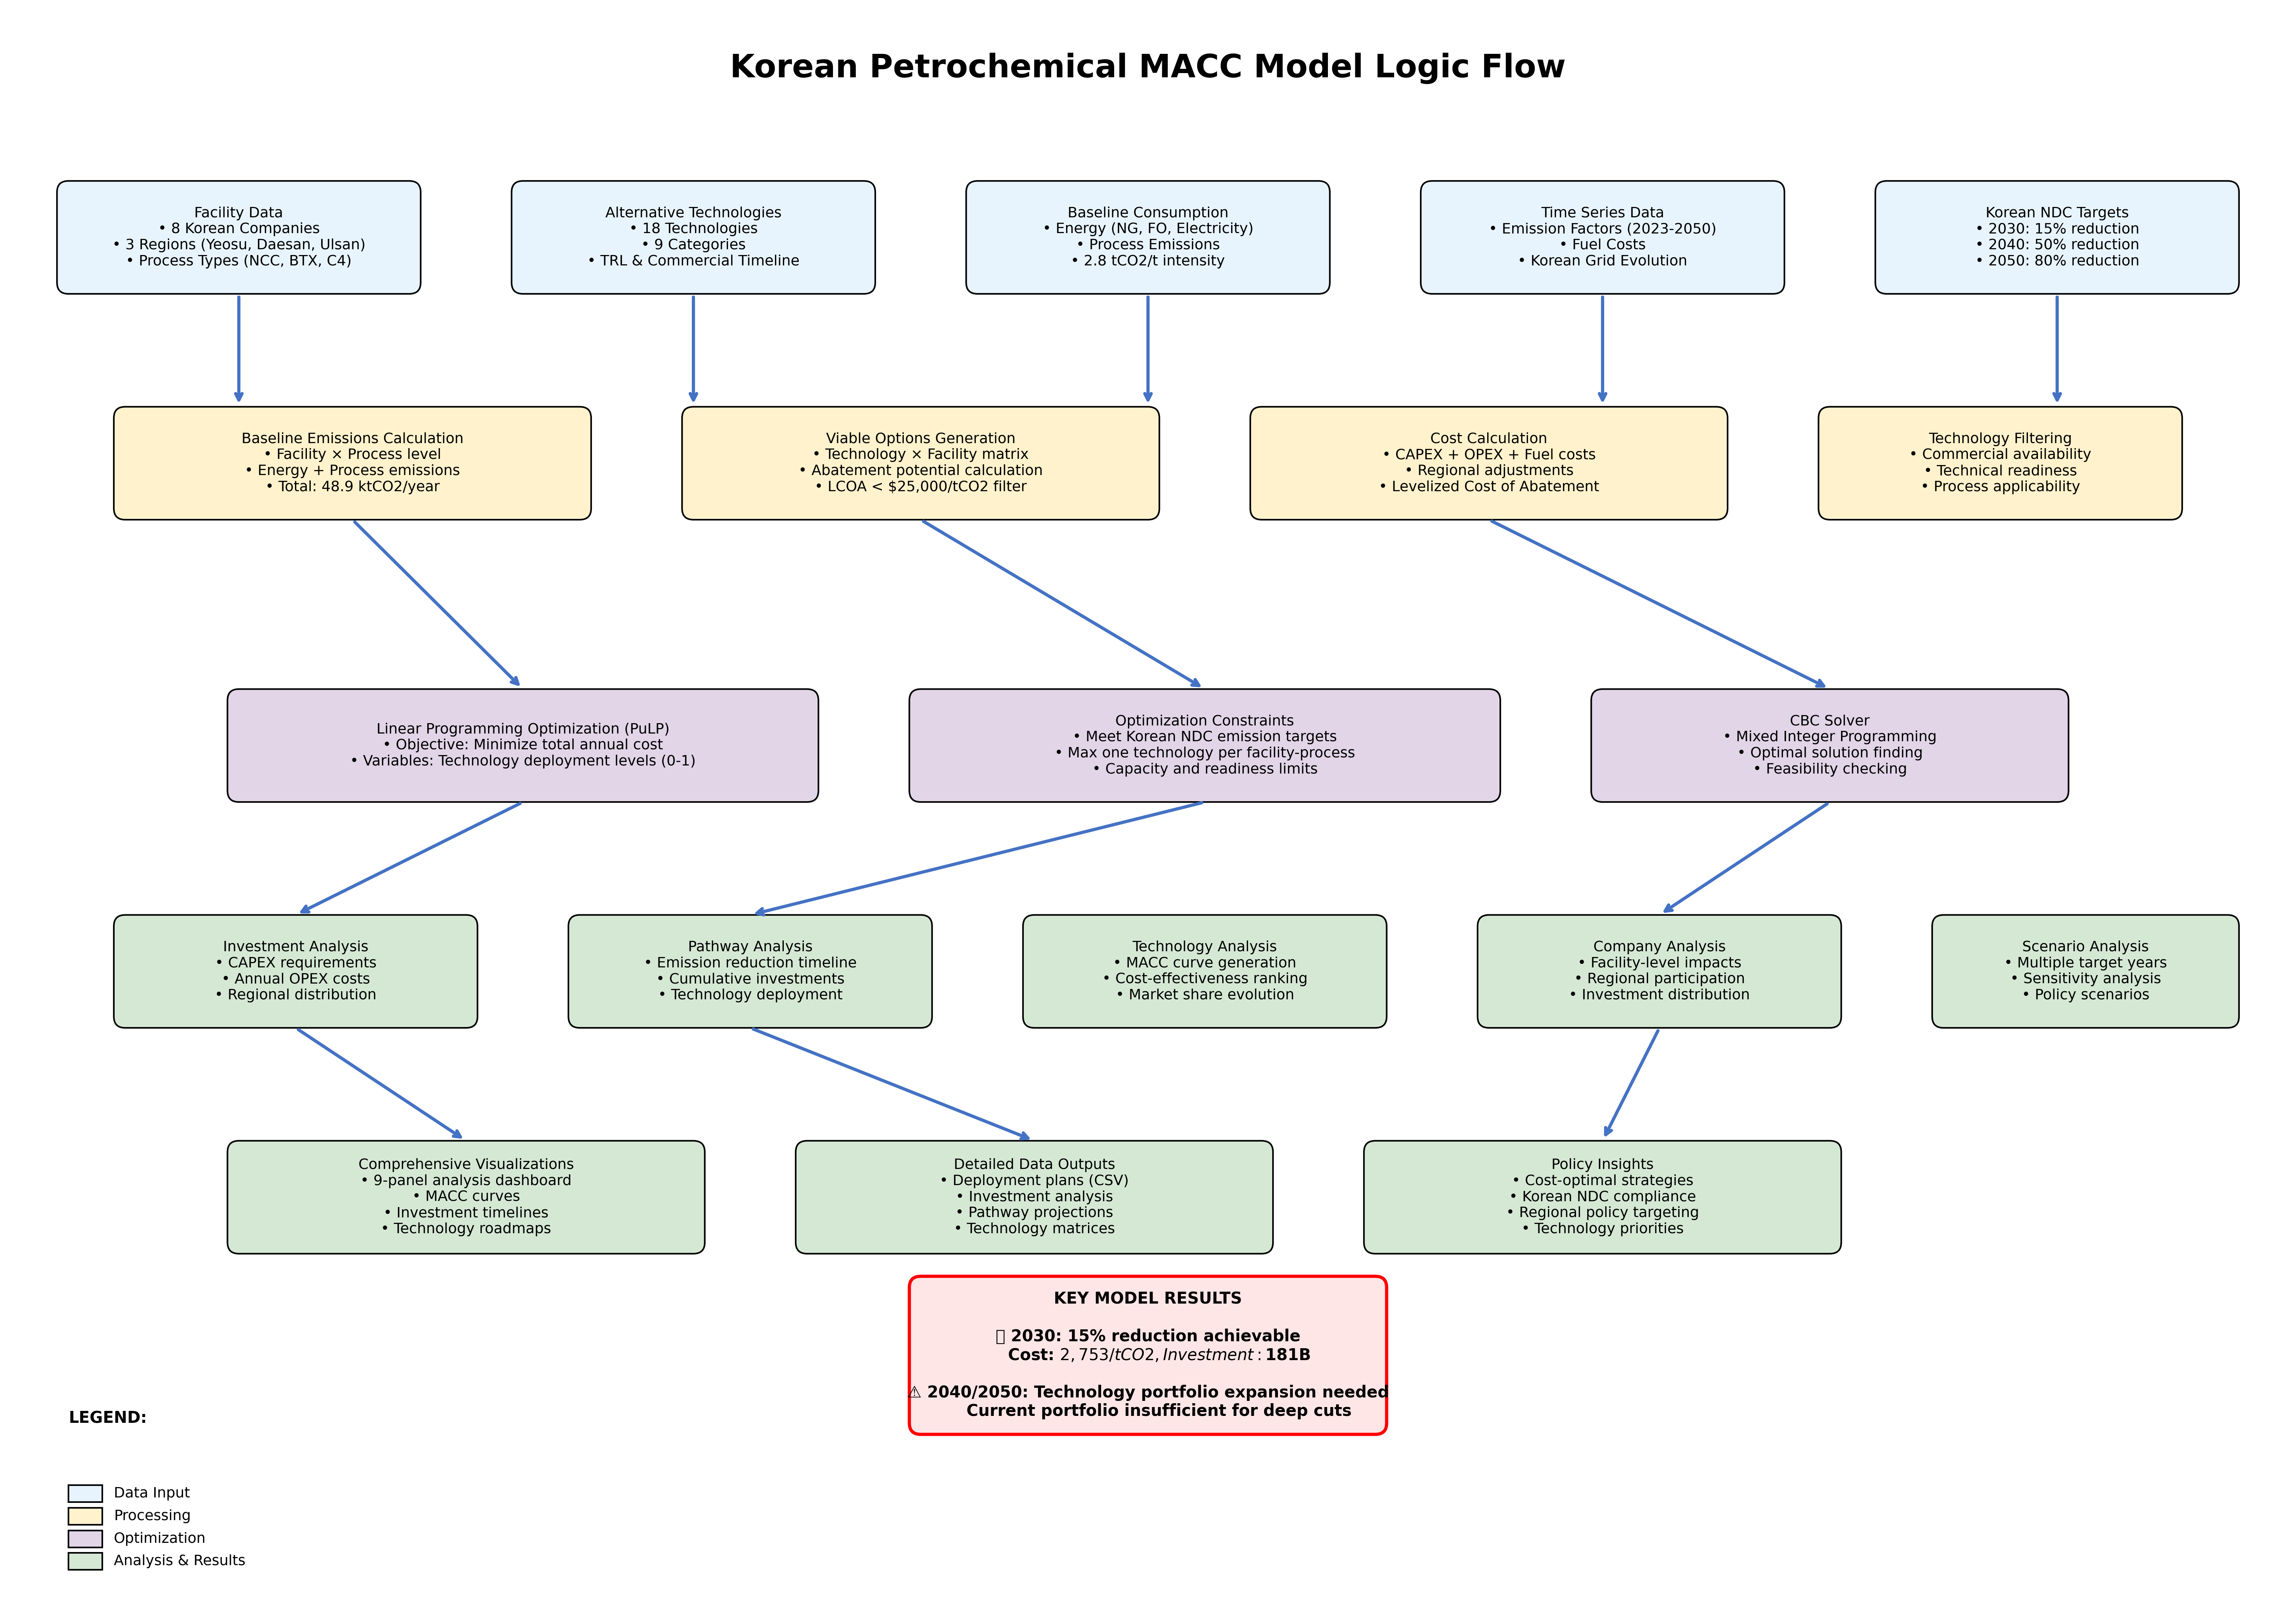 Korean Petrochemical MACC Model Logic Flow
Facility Data
• 8 Korean Companies
• 3 Regions (Yeosu, Daesan, Ulsan)
• Process Types (NCC, BTX, C4)
Alternative Technologies
• 18 Technologies
• 9 Categories
• TRL & Commercial Timeline
Baseline Consumption
• Energy (NG, FO, Electricity)
• Process Emissions
• 2.8 tCO2/t intensity
Time Series Data
• Emission Factors (2023-2050)
• Fuel Costs
• Korean Grid Evolution
Korean NDC Targets
• 2030: 15% reduction
• 2040: 50% reduction
• 2050: 80% reduction
Baseline Emissions Calculation
• Facility × Process level
• Energy + Process emissions
• Total: 48.9 ktCO2/year
Viable Options Generation
• Technology × Facility matrix
• Abatement potential calculation
• LCOA < $25,000/tCO2 filter
Cost Calculation
• CAPEX + OPEX + Fuel costs
• Regional adjustments
• Levelized Cost of Abatement
Technology Filtering
• Commercial availability
• Technical readiness
• Process applicability
Linear Programming Optimization (PuLP)
• Objective: Minimize total annual cost
• Variables: Technology deployment levels (0-1)
Optimization Constraints
• Meet Korean NDC emission targets
• Max one technology per facility-process
• Capacity and readiness limits
CBC Solver
• Mixed Integer Programming
• Optimal solution finding
• Feasibility checking
Investment Analysis
• CAPEX requirements
• Annual OPEX costs
• Regional distribution
Pathway Analysis
• Emission reduction timeline
• Cumulative investments
• Technology deployment
Technology Analysis
• MACC curve generation
• Cost-effectiveness ranking
• Market share evolution
Company Analysis
• Facility-level impacts
• Regional participation
• Investment distribution
Scenario Analysis
• Multiple target years
• Sensitivity analysis
• Policy scenarios
Comprehensive Visualizations
• 9-panel analysis dashboard
• MACC curves
• Investment timelines
• Technology roadmaps
Detailed Data Outputs
• Deployment plans (CSV)
• Investment analysis
• Pathway projections
• Technology matrices
Policy Insights
• Cost-optimal strategies
• Korean NDC compliance
• Regional policy targeting
• Technology priorities
KEY MODEL RESULTS
2030: 15% reduction achievable
Cost: 2,753/tCO2,Investment:181B
⚠ 2040/2050: Technology portfolio expansion needed
Current portfolio insufficient for deep cuts
LEGEND:
Data Input
Processing
Optimization
Analysis & Results